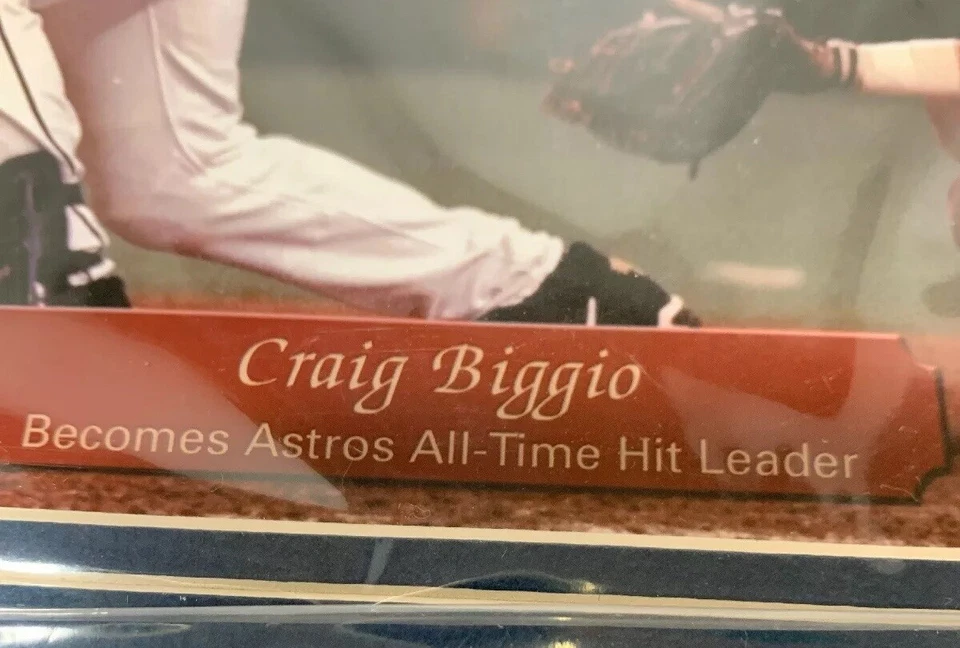 Craig Biggio
Becomes Astros All-Time Hit Leader